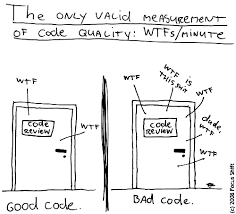 The only valid measurement
of code quality: WTFs/minute
WTF
code
review
WTF
Good code.
WTF
WTF is
this shit
WTF
code
review
dude,
WTF
WTF
Bad code.
(c) 2008 Focus Shift